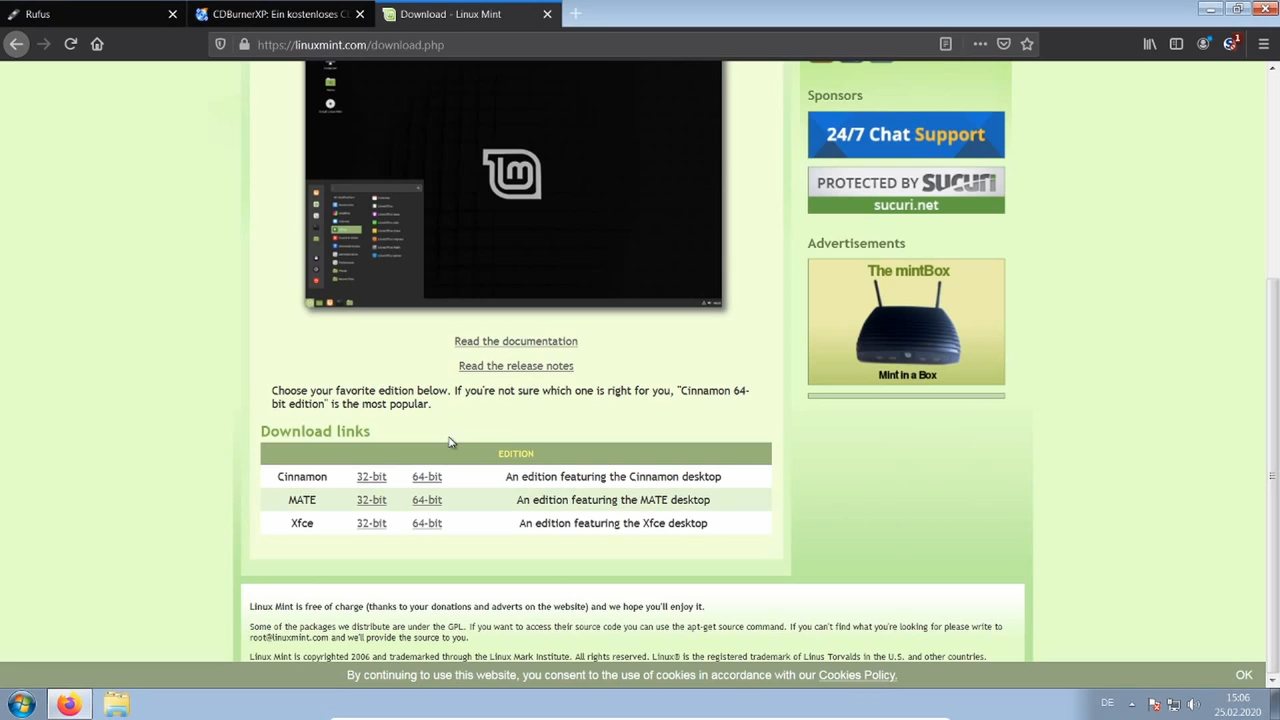 Rufus
CDBurnerXP: Ein kostenloses CD
Download - Linux Mint
https://linuxmint.com/download.php
1
Sponsors
24/7 Chat Support
PROTECTED BY SUCURI
sucuri.net
Advertisements
The mintBox
Mint in a Box
Read the documentation
Read the release notes
Choose your favorite edition below. If you're not sure which one is right for you, "Cinnamon 64-
bit edition" is the most popular.
Download links
EDITION
Cinnamon 32-bit 64-bit An edition featuring the Cinnamon desktop
MATE 32-bit 64-bit An edition featuring the MATE desktop
Xfce 32-bit 64-bit An edition featuring the Xfce desktop
Linux Mint is free of charge (thanks to your donations and adverts on the website) and we hope you'll enjoy it.
Some of the packages we distribute are under the GPL. If you want to access their source code you can use the apt-get source command. If you can't find what you're looking for please write to
root@linuxmint.com and we'll provide the source to you.
Linux Mint is copyrighted 2006 and trademarked through the Linux Mark Institute. All rights reserved. Linux® is the registered trademark of Linus Torvalds in the U.S. and other countries.
By continuing to use this website, you consent to the use of cookies in accordance with our Cookies Policy.
OK
DE
15:06
25.02.2020